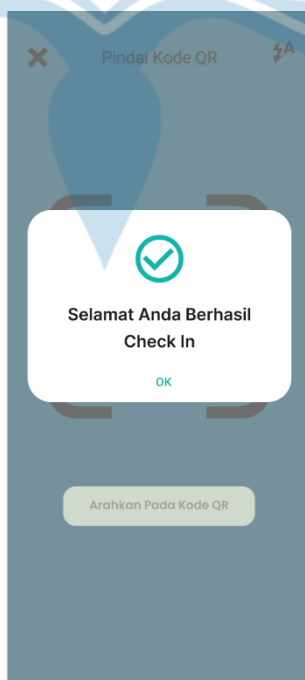 Pindai Kode QR
A
Selamat Anda Berhasil
Check In
OK
Arahkan Pada Kode QR